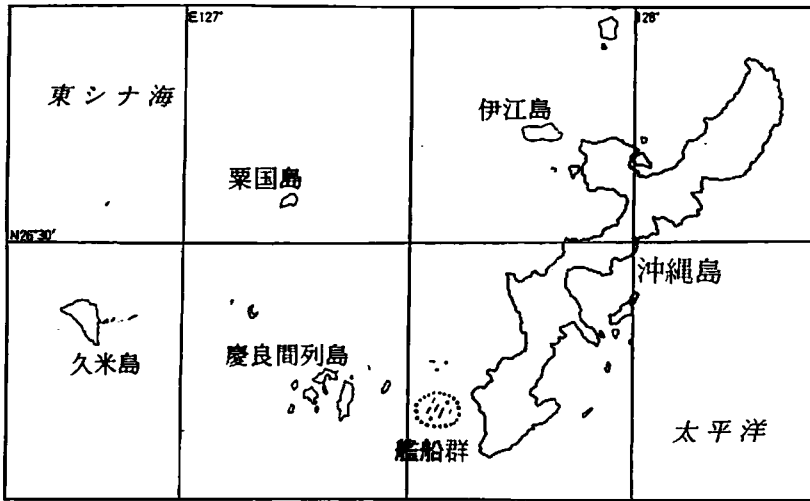 E127°
128°
東シナ海
伊江島
粟国島
N26°30′
沖縄島
久米島
慶良間列島
艦船群
太平洋